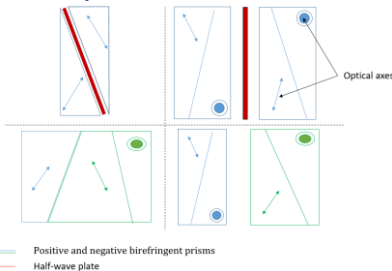 Optical axes
Positive and negative birefringent prisms
Half-wave plate